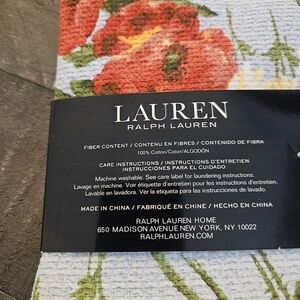 LAUREN
RALPH LAUREN
FIBER CONTENT / CONTENU EN FIBRES / CONTENIDO DE FIBRA
100% Cotton/Coton/ALGODÓN
CARE INSTRUCTIONS / INSTRUCTIONS D'ENTRETIEN
INSTRUCCIONES PARA EL CUIDADO
Machine washable. See care label for laundering instructions.
Lavage en machine. Voir étiquette d'entretien pour les instructions d'entretien.
Lavable en lavadora. Ver la etiqueta para las instrucciones de lavado.
MADE IN CHINA / FABRIQUÉ EN CHINE / HECHO EN CHINA
RALPH LAUREN HOME
650 MADISON AVENUE NEW YORK, NY 10022
RALPHLAUREN.COM